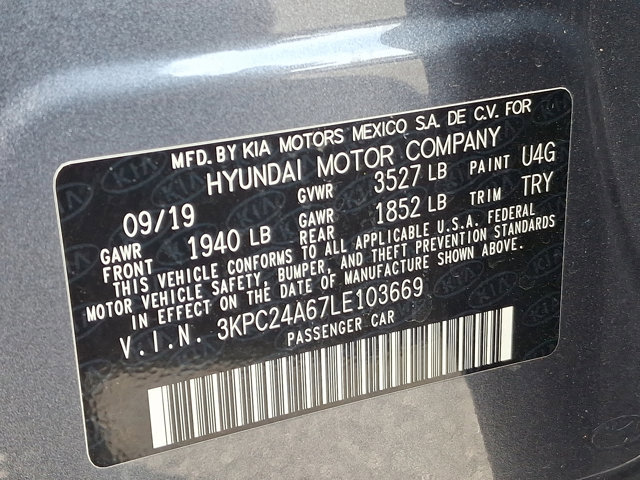 MFD. BY KIA MOTORS MEXICO S.A. DE C.V. FOR
HYUNDAI MOTOR COMPANY
09/19 GVWR 3527 LB PAINT U4G
GAWR FRONT 1940 LB GAWR REAR 1852 LB TRIM TRY
THIS VEHICLE CONFORMS TO ALL APPLICABLE U.S.A. FEDERAL
MOTOR VEHICLE SAFETY, BUMPER, AND THEFT PREVENTION STANDARDS
IN EFFECT ON THE DATE OF MANUFACTURE SHOWN ABOVE.
V.I.N. 3KPC24A67LE103669
PASSENGER CAR